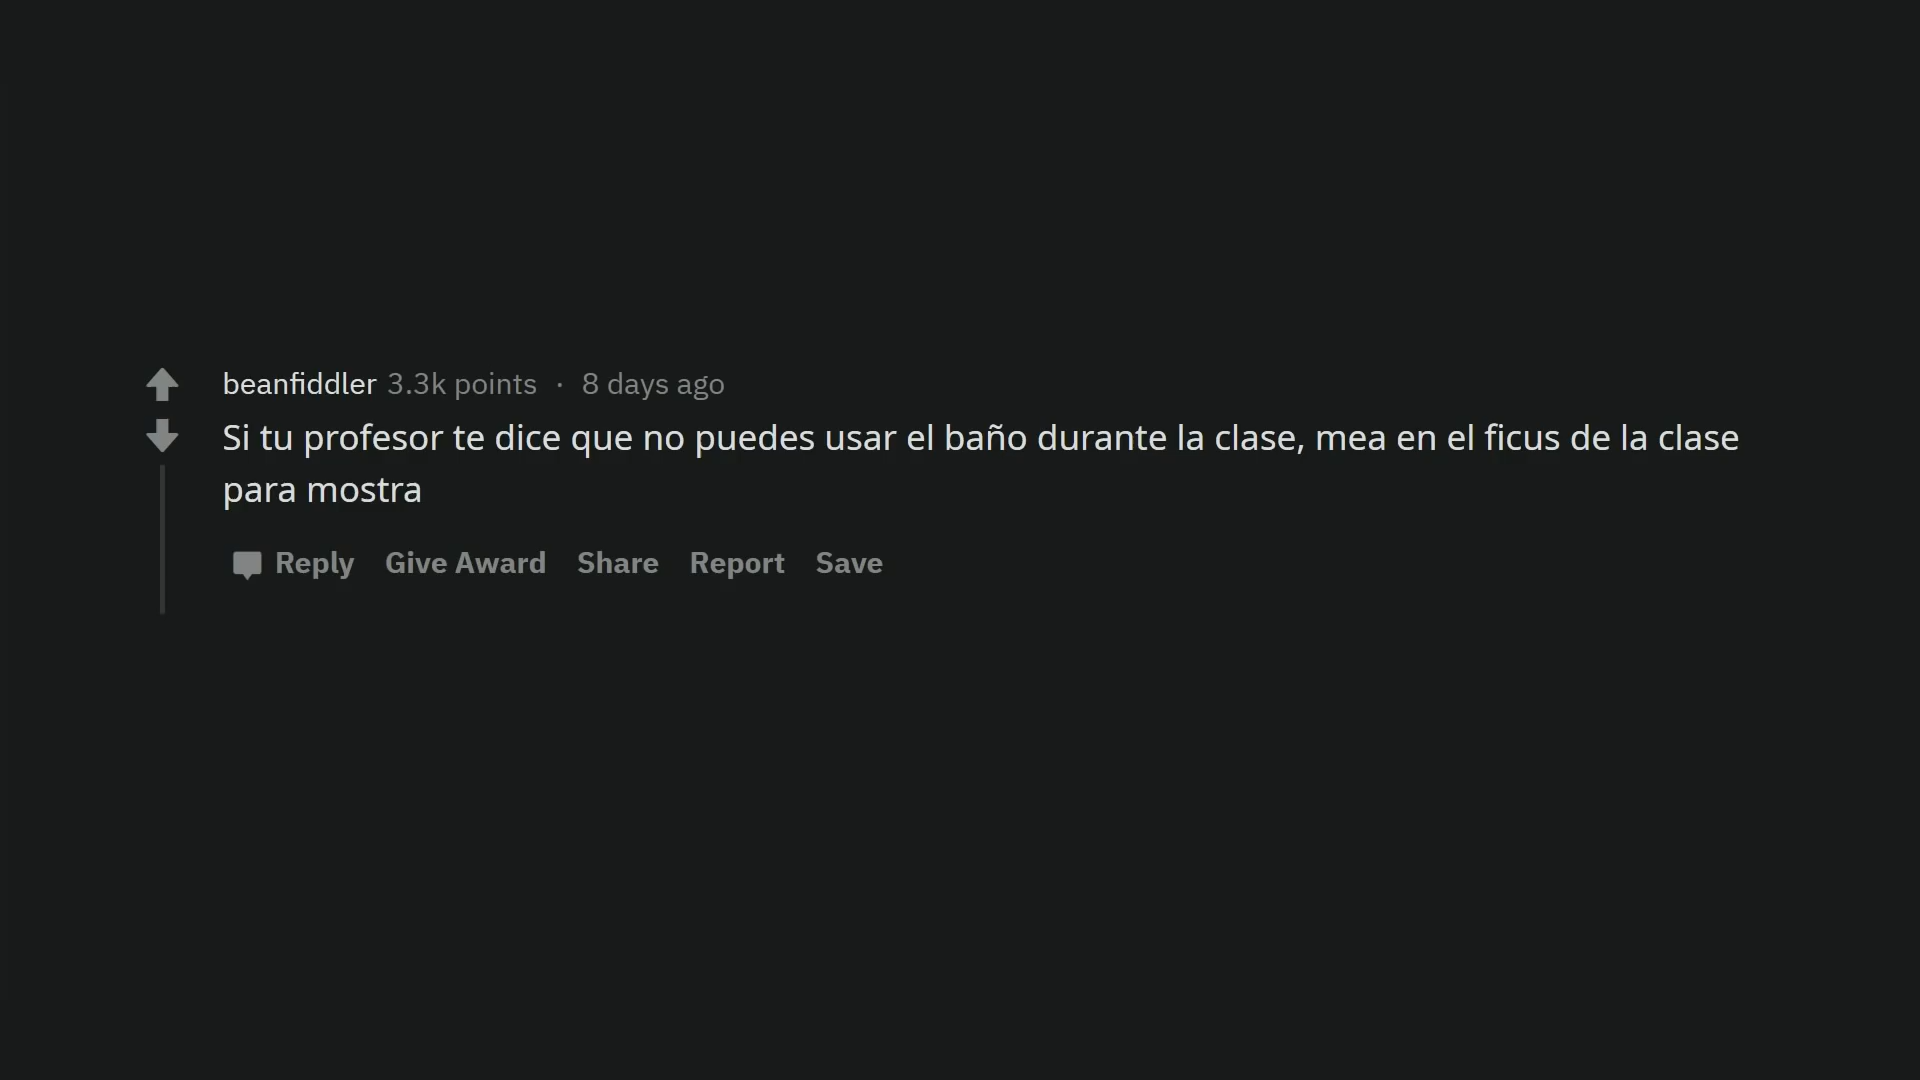 beanfiddler 3.3k points · 8 days ago
Si tu profesor te dice que no puedes usar el baño durante la clase, mea en el ficus de la clase
para mostra
Reply Give Award Share Report Save